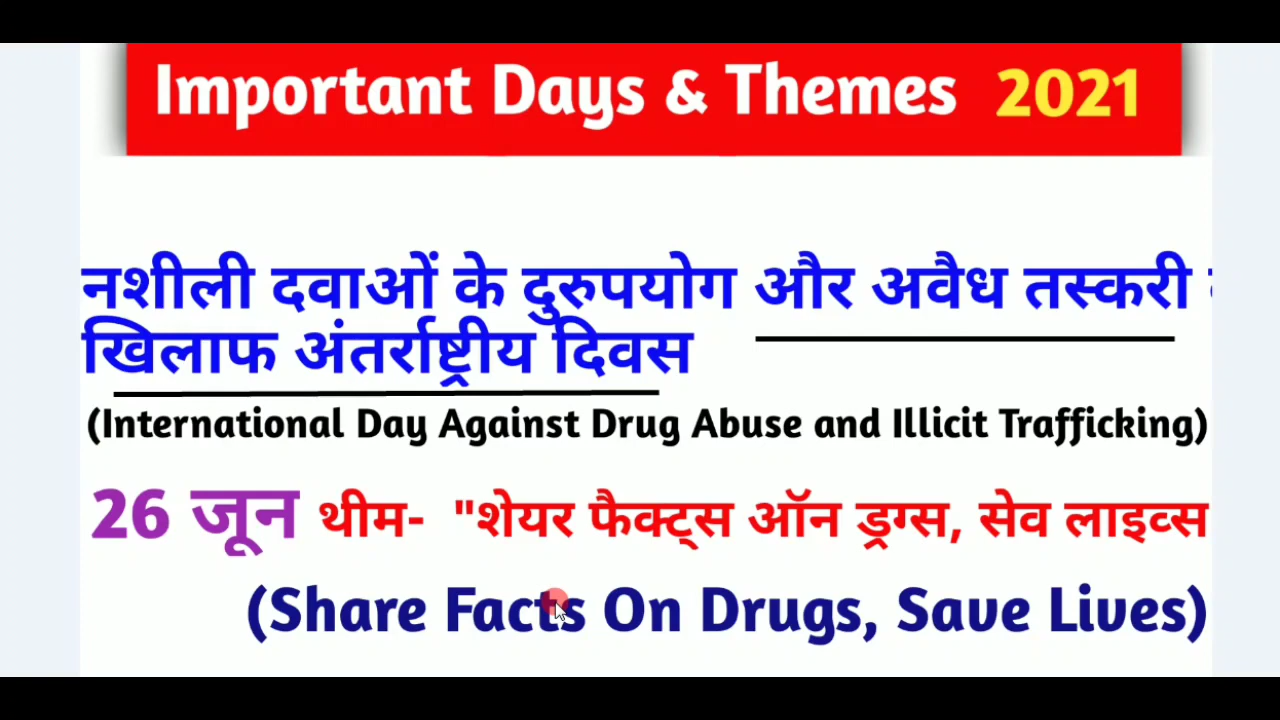 Important Days & Themes 2021
नशीली दवाओं के दुरुपयोग और अवैध तस्करी
खिलाफ अंतर्राष्ट्रीय दिवस
(International Day Against Drug Abuse and Illicit Trafficking)
26 जून थीम- "शेयर फैक्ट्स ऑन ड्रग्स, सेव लाइव्स
(Share Facts On Drugs, Save Lives)